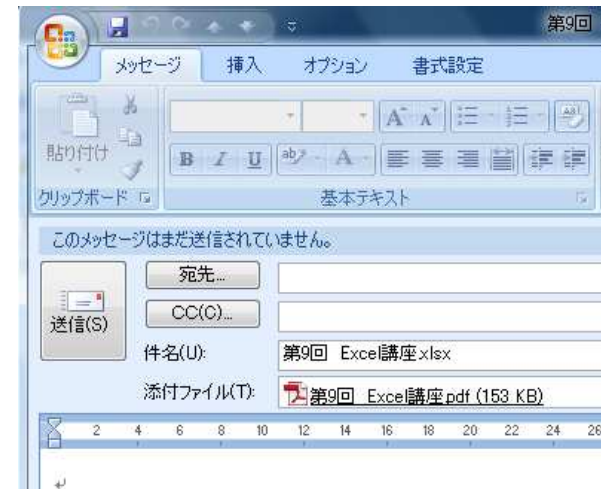 第9回
メッセージ 挿入 オプション 書式設定
貼り付け
B I U ab A
クリップボード 基本テキスト
このメッセージはまだ送信されていません。
宛先...
送信(S)
CC(C)...
件名(U): 第9回 Excel講座.xlsx
添付ファイル(T): 第9回 Excel講座.pdf (153 KB)
2 4 6 8 10 12 14 16 18 20 22 24 26